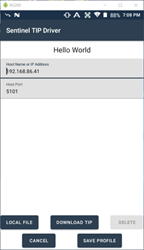 88% 7:08 PM
Sentinel TIP Driver
Hello World
Host Name or IP Address
192.168.86.41
Host Port
5101
LOCAL FILE
DOWNLOAD TIP
DELETE
CANCEL
SAVE PROFILE